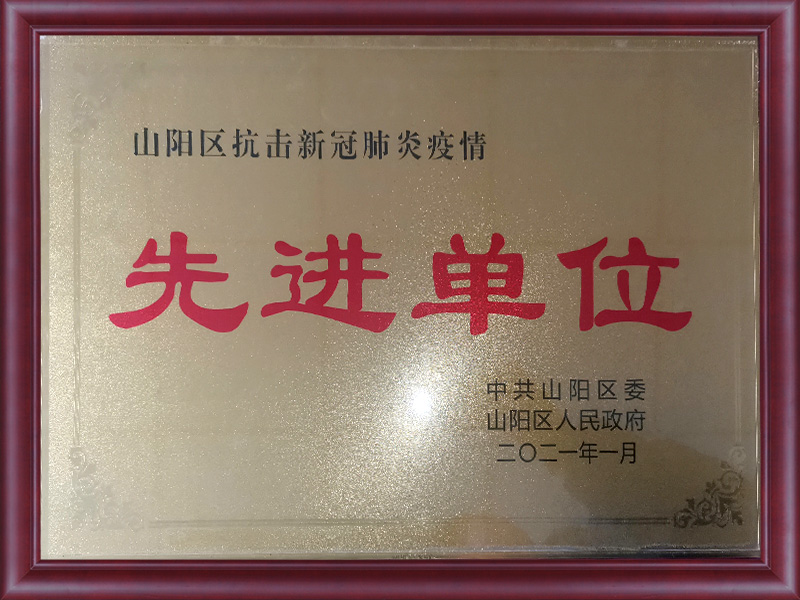 山阳区抗击新冠肺炎疫情
先进单位
中共山阳区委
山阳区人民政府
二〇二一年一月